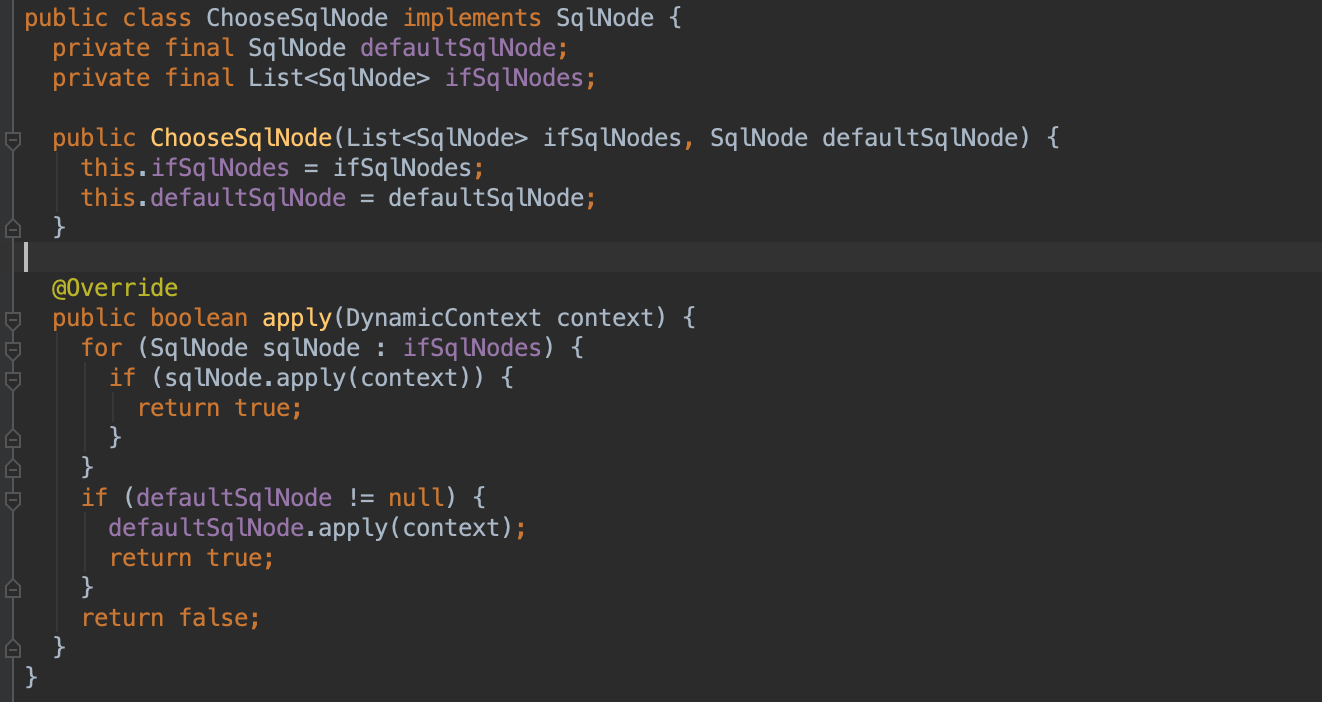 public class ChooseSqlNode implements SqlNode {
  private final SqlNode defaultSqlNode;
  private final List<SqlNode> ifSqlNodes;

  public ChooseSqlNode(List<SqlNode> ifSqlNodes, SqlNode defaultSqlNode) {
    this.ifSqlNodes = ifSqlNodes;
    this.defaultSqlNode = defaultSqlNode;
  }

  @Override
  public boolean apply(DynamicContext context) {
    for (SqlNode sqlNode : ifSqlNodes) {
      if (sqlNode.apply(context)) {
        return true;
      }
    }
    if (defaultSqlNode != null) {
      defaultSqlNode.apply(context);
      return true;
    }
    return false;
  }
}